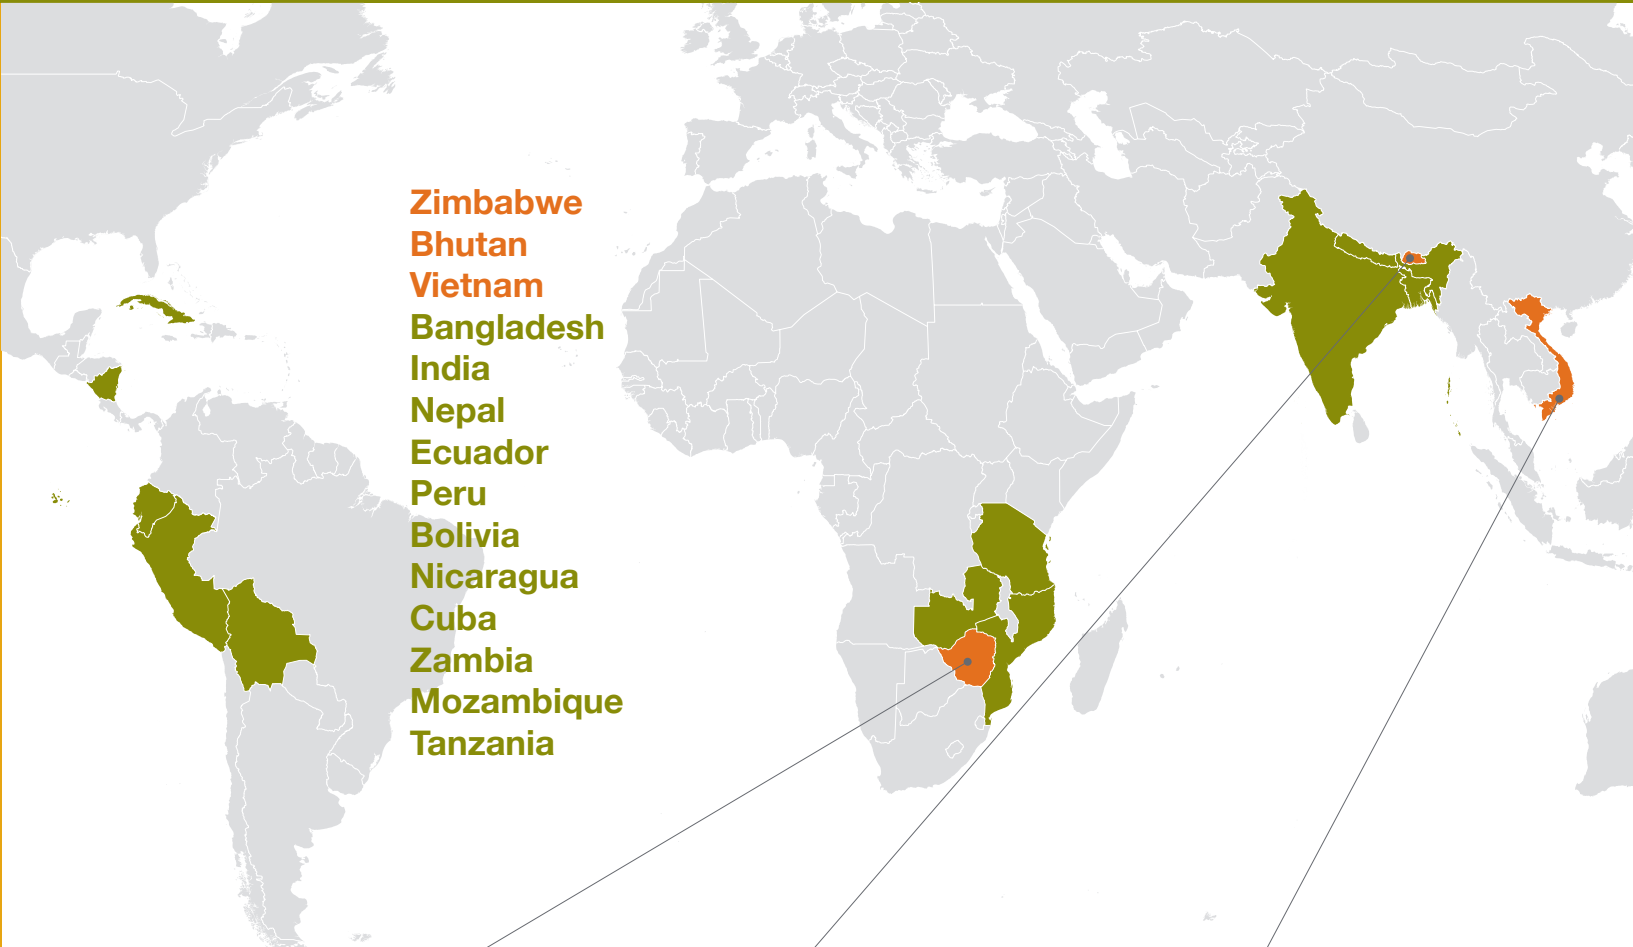 Zimbabwe
Bhutan
Vietnam
Bangladesh
India
Nepal
Ecuador
Peru
Bolivia
Nicaragua
Cuba
Zambia
Mozambique
Tanzania